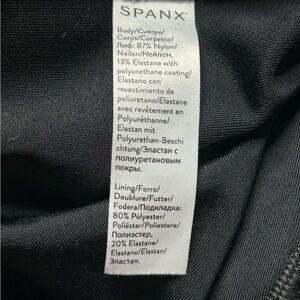 SPANX
Body/Cuerpo/
Corps/Corpetto/
Лиф: 87% Nylon/
Nailon/Нейлон,
13% Elastane with
polyurethane coating/
Elastano con
revestimiento de
poliuretano/Elastane
avec revêtement en
Polyuréthanne/
Elastan mit
Polyurethan-Beschi
chtung/Эластан с
полиуретановым
покры.
Lining/Forro/
Doublure/Futter/
Fodera/Подкладка:
80% Polyester/
Poliéster/Poliestere/
Полиэстер,
20% Elastane/
Elastano/Elastan/
Эластан.